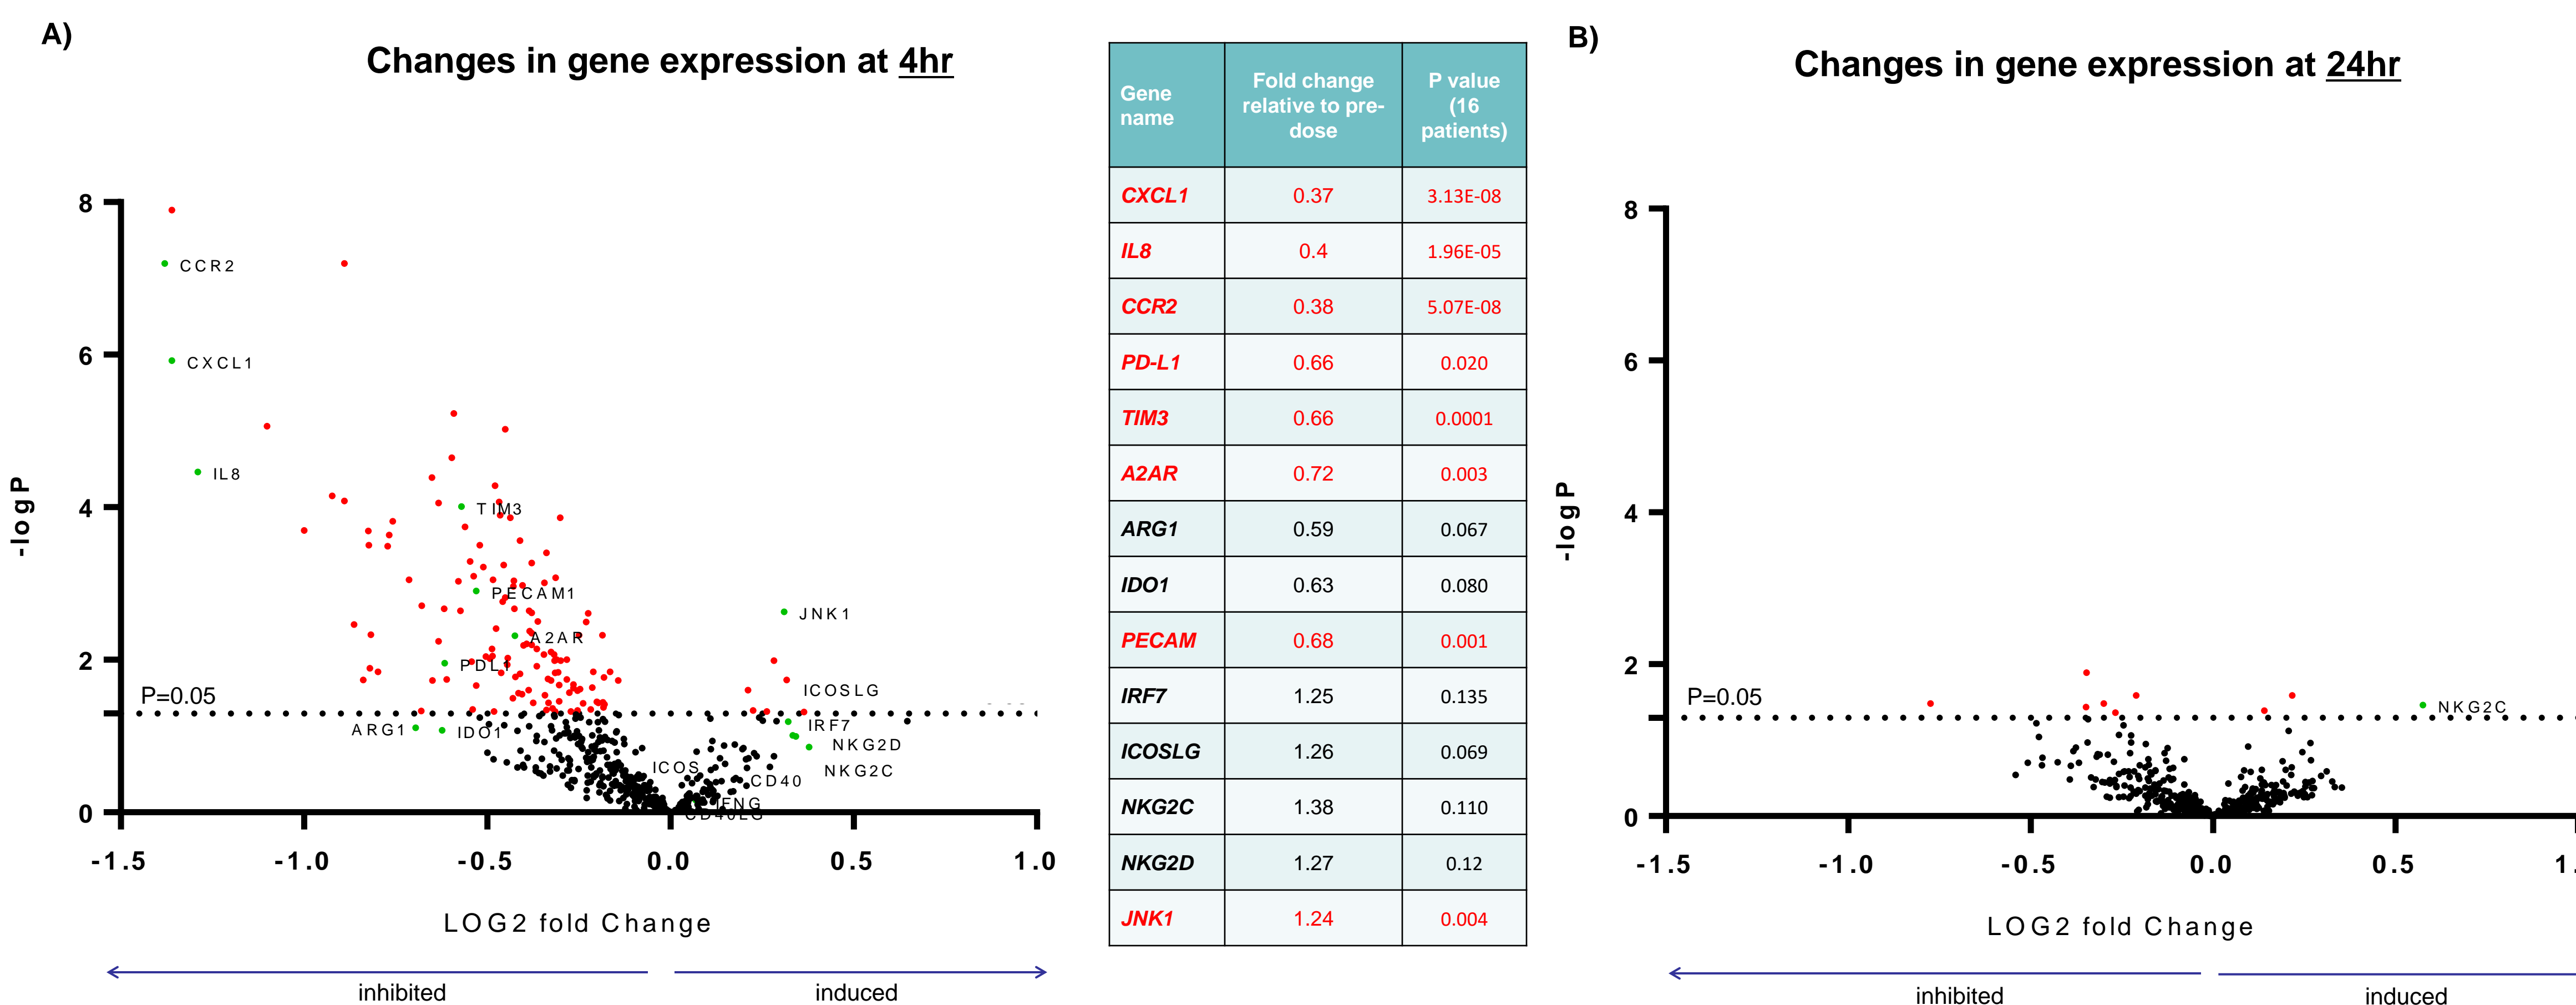 A)
Changes in gene expression at 4hr
8
6
4
2
0
-logP
CCR2
CXCL1
IL8
TIM3
PECAM1
JNK1
A2AR
PDL1
P=0.05
ICOSLG
ARG1
IDO1
IRF7
NKG2D
ICOS
NKG2C
CD40
IFNG
CD40LG
-1.5 -1.0 -0.5 0.0 0.5 1.0
LOG2 fold Change
inhibited induced
Gene name Fold change relative to pre-dose P value (16 patients)
CXCL1 0.37 3.13E-08
IL8 0.4 1.96E-05
CCR2 0.38 5.07E-08
PD-L1 0.66 0.020
TIM3 0.66 0.0001
A2AR 0.72 0.003
ARG1 0.59 0.067
IDO1 0.63 0.080
PECAM 0.68 0.001
IRF7 1.25 0.135
ICOSLG 1.26 0.069
NKG2C 1.38 0.110
NKG2D 1.27 0.12
JNK1 1.24 0.004
B)
Changes in gene expression at 24hr
8
6
4
2
0
-logP
P=0.05
NKG2C
-1.5 -1.0 -0.5 0.0 0.5 1.
LOG2 fold Change
inhibited induced